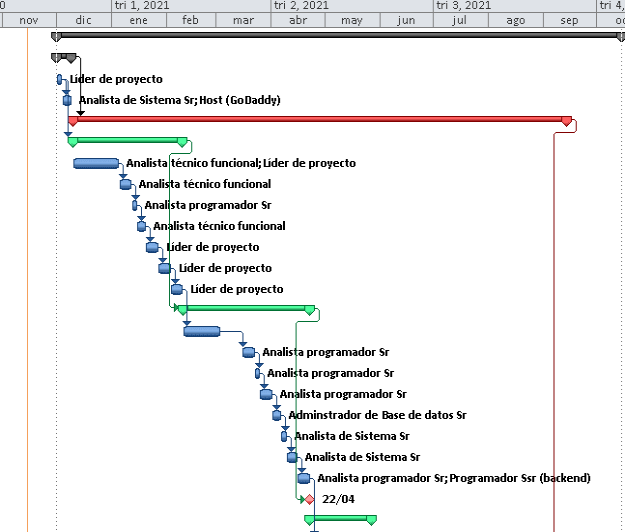 0 tri 1, 2021 tri 2, 2021 tri 3, 2021 tri 4,
nov dic ene feb mar abr may jun jul ago sep oc
Líder de proyecto
Analista de Sistema Sr; Host (GoDaddy)
Analista técnico funcional; Líder de proyecto
Analista técnico funcional
Analista programador Sr
Analista técnico funcional
Líder de proyecto
Líder de proyecto
Líder de proyecto
Analista programador Sr
Analista programador Sr
Analista programador Sr
Adminstrador de Base de datos Sr
Analista de Sistema Sr
Analista de Sistema Sr
Analista programador Sr; Programador Ssr (backend)
22/04